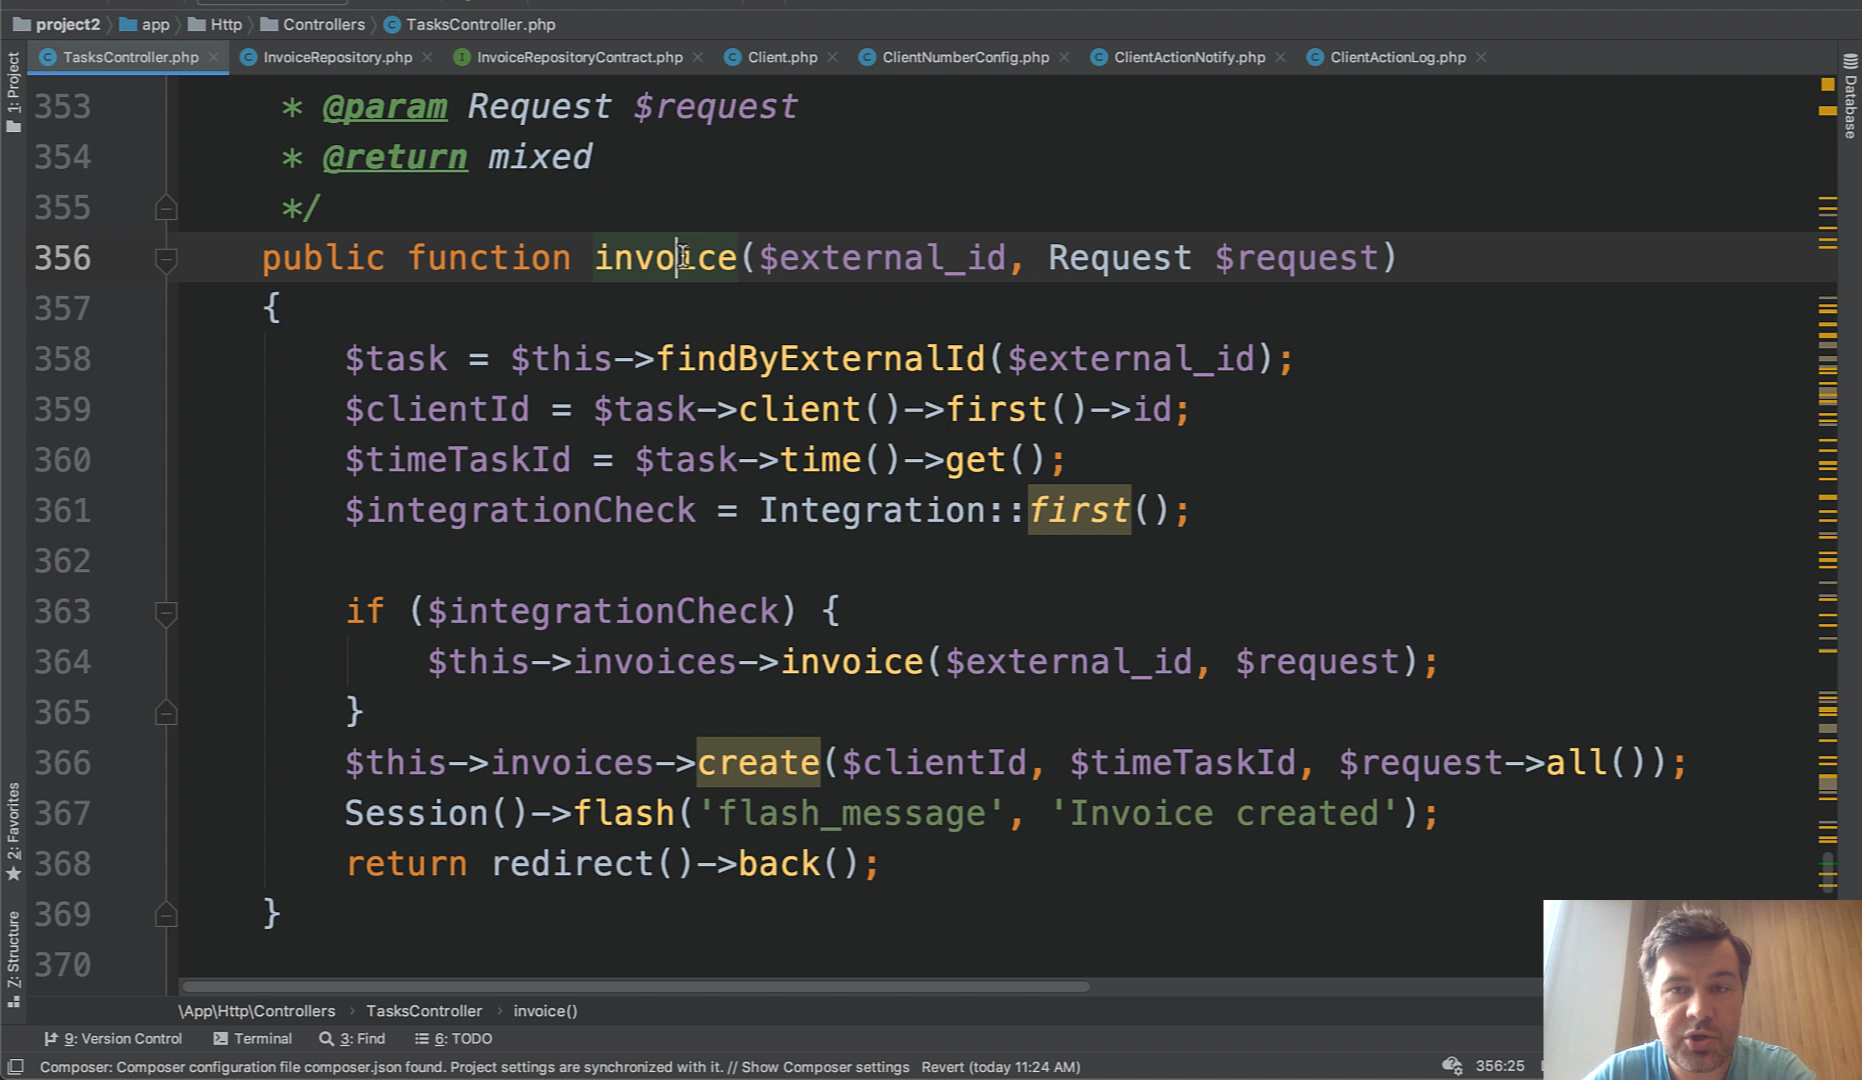 project2 app Http Controllers TasksController.php
TasksController.php InvoiceRepository.php InvoiceRepositoryContract.php Client.php ClientNumberConfig.php ClientActionNotify.php ClientActionLog.php
1: Project
Database
353 * @param Request $request
354 * @return mixed
355 */
356 public function invoice($external_id, Request $request)
357 {
358 $task = $this->findByExternalId($external_id);
359 $clientId = $task->client()->first()->id;
360 $timeTaskId = $task->time()->get();
361 $integrationCheck = Integration::first();
362
363 if ($integrationCheck) {
364 $this->invoices->invoice($external_id, $request);
365 }
366 $this->invoices->create($clientId, $timeTaskId, $request->all());
367 Session()->flash('flash_message', 'Invoice created');
368 return redirect()->back();
369 }
370
2: Favorites
Z: Structure
\App\Http\Controllers TasksController invoice()
9: Version Control Terminal 3: Find 6: TODO
Composer: Composer configuration file composer.json found. Project settings are synchronized with it. // Show Composer settings Revert (today 11:24 AM) 356:25